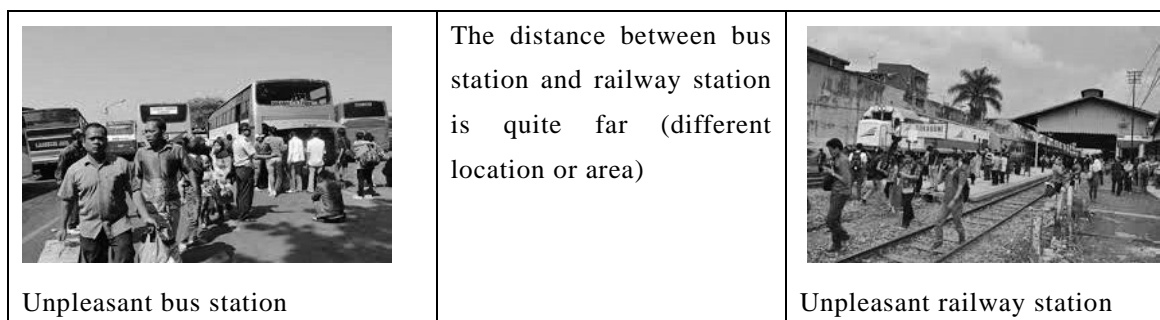 The distance between bus
station and railway station
is quite far (different
location or area)
Unpleasant bus station
Unpleasant railway station